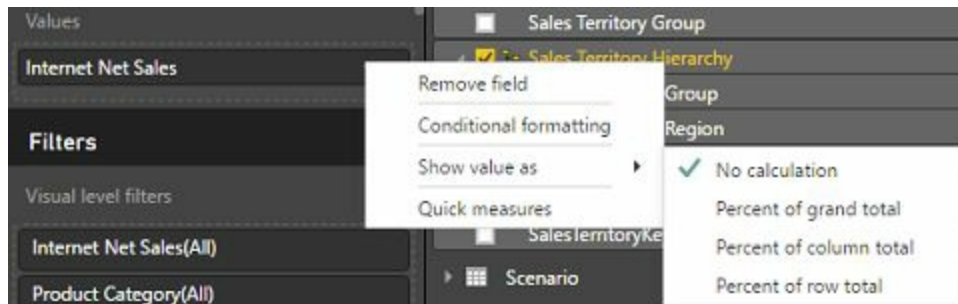 Values
Internet Net Sales
Filters
Visual level filters
Internet Net Sales(All)
Product Category(All)
Sales Territory Group
Sales Territory Hierarchy
Group
Region
SalesTerritoryKe
Scenario
Remove field
Conditional formatting
Show value as
Quick measures
No calculation
Percent of grand total
Percent of column total
Percent of row total